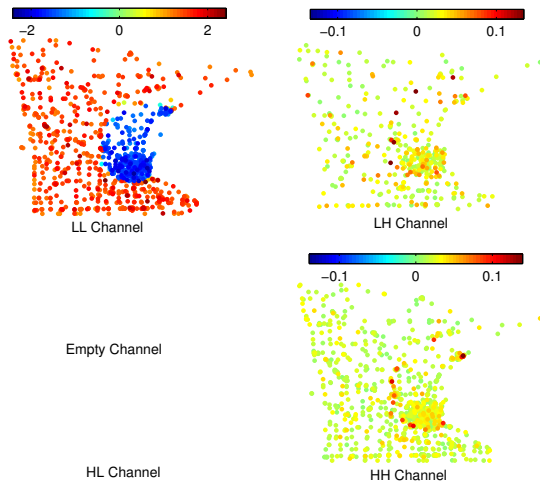 −2 0 2
−0.1 0 0.1
LL Channel
LH Channel
−0.1 0 0.1
Empty Channel
HL Channel
HH Channel